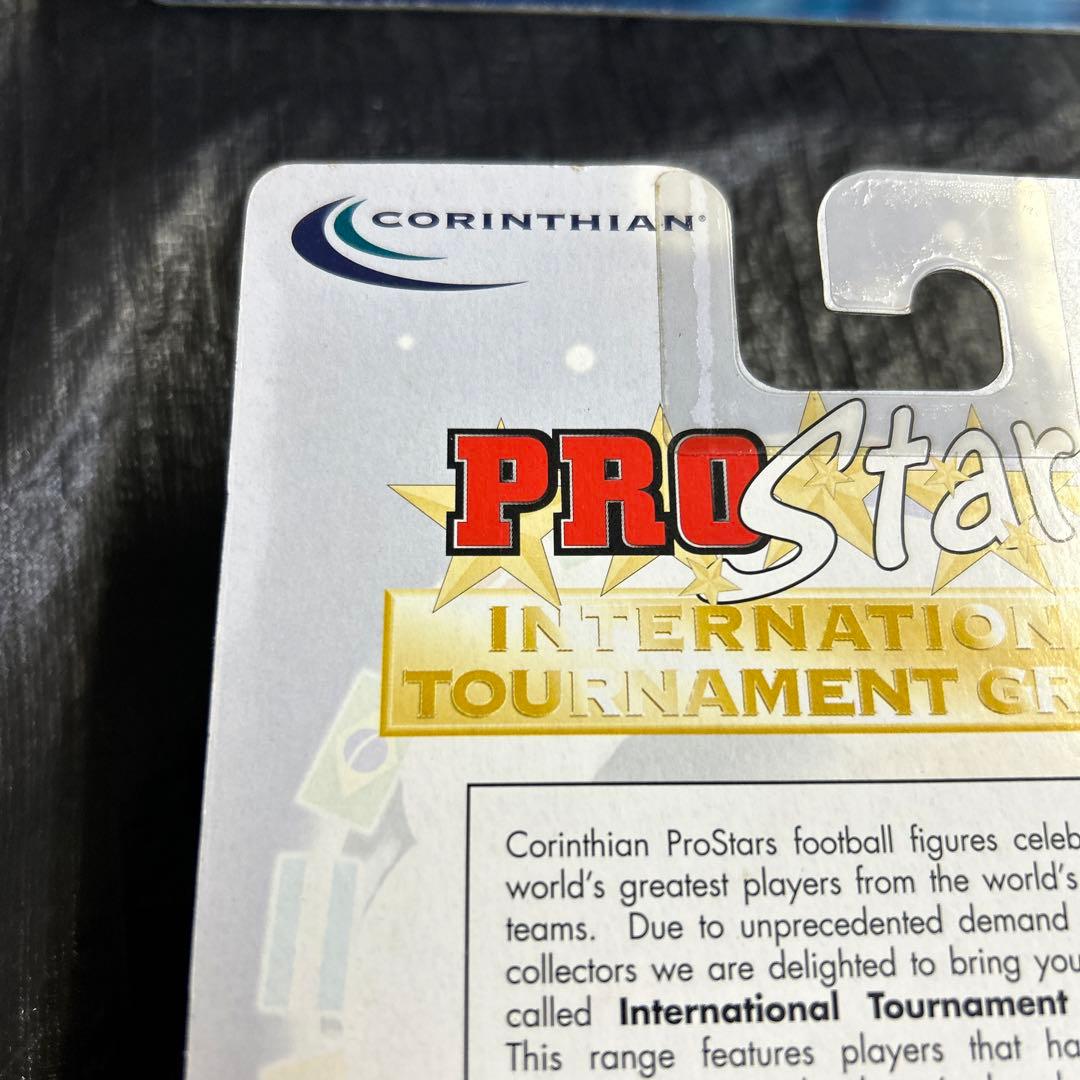 CORINTHIAN®
PROStar
INTERNATION
TOURNAMENT GR
Corinthian ProStars football figures celeb
world's greatest players from the world's
teams. Due to unprecedented demand
collectors we are delighted to bring you
called International Tournament
This range features players that ha